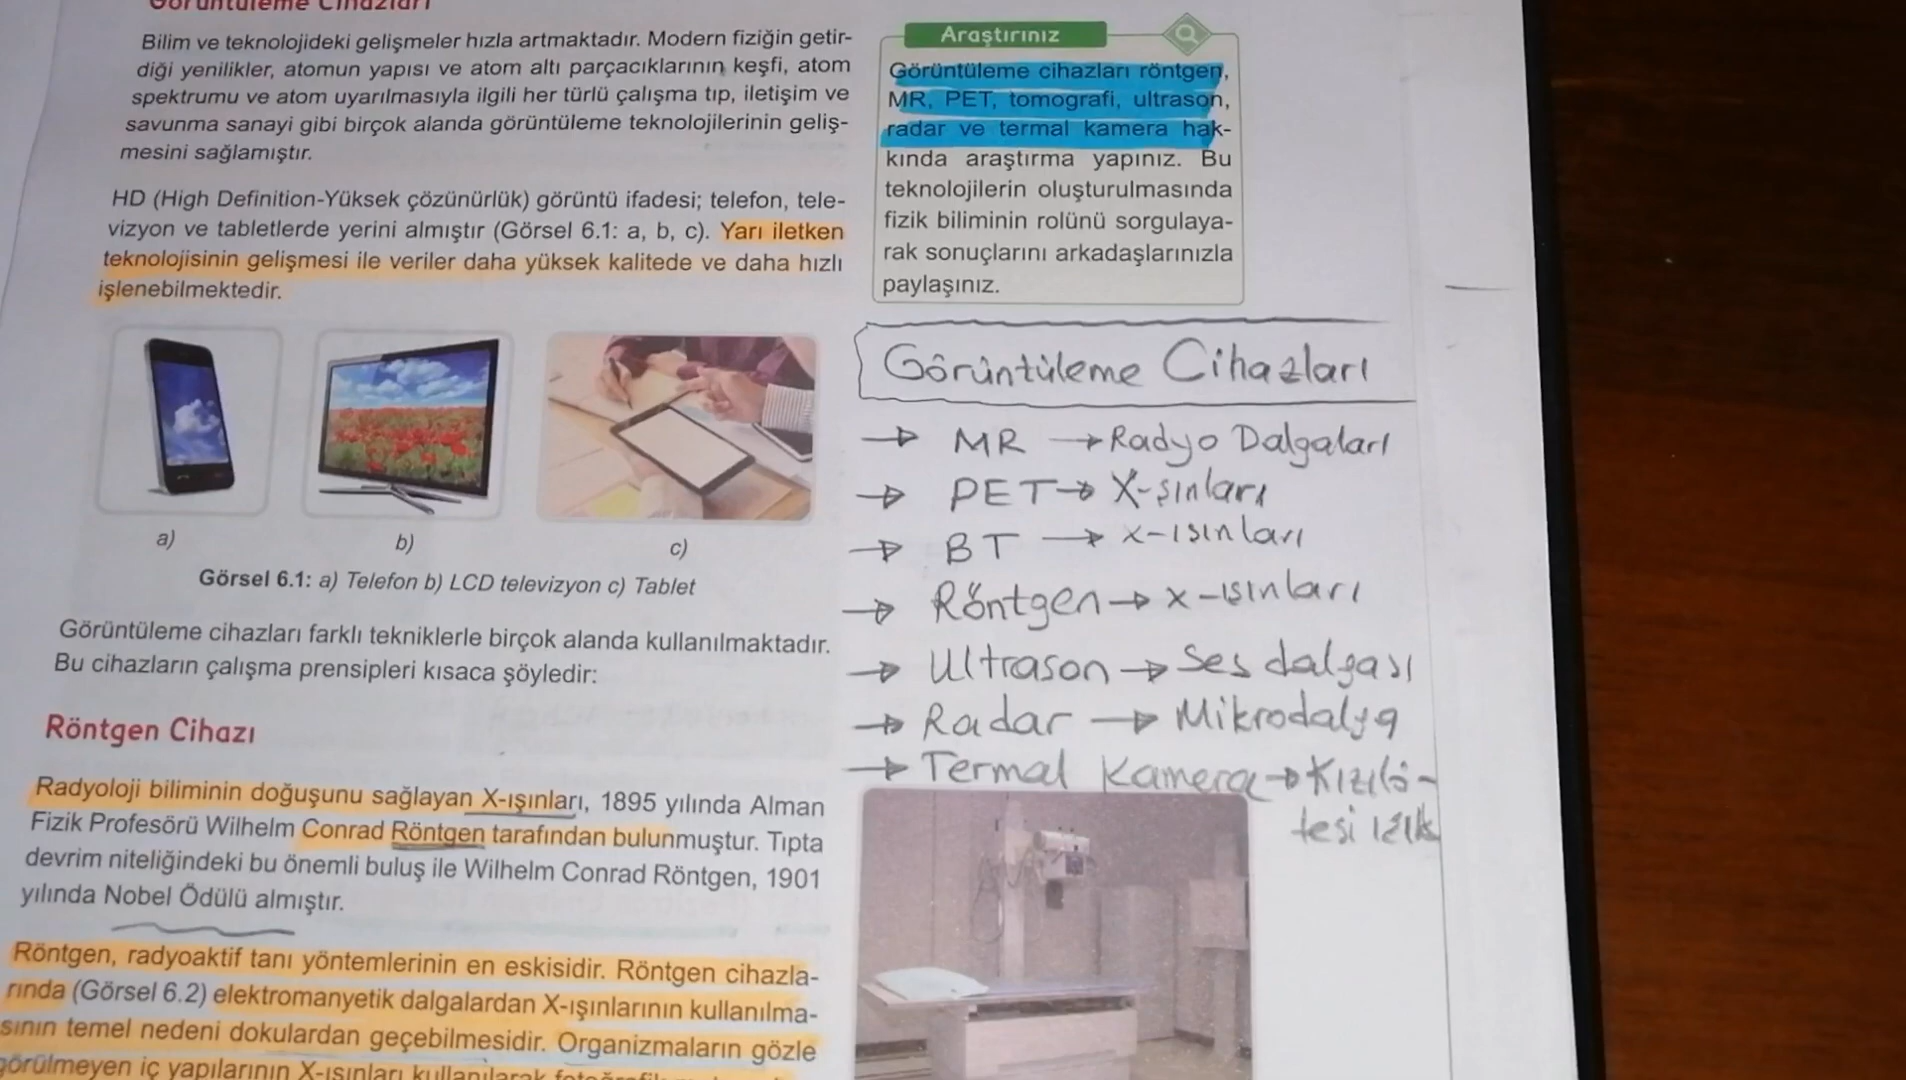 Görüntüleme Cihazları
Bilim ve teknolojideki gelişmeler hızla artmaktadır. Modern fiziğin getir-
diği yenilikler, atomun yapısı ve atom altı parçacıklarının keşfi, atom
spektrumu ve atom uyarılmasıyla ilgili her türlü çalışma tıp, iletişim ve
savunma sanayi gibi birçok alanda görüntüleme teknolojilerinin geliş-
mesini sağlamıştır.
HD (High Definition-Yüksek çözünürlük) görüntü ifadesi; telefon, tele-
vizyon ve tabletlerde yerini almıştır (Görsel 6.1: a, b, c). Yarı iletken
teknolojisinin gelişmesi ile veriler daha yüksek kalitede ve daha hızlı
işlenebilmektedir.
a)
b)
c)
Görsel 6.1: a) Telefon b) LCD televizyon c) Tablet
Görüntüleme cihazları farklı tekniklerle birçok alanda kullanılmaktadır.
Bu cihazların çalışma prensipleri kısaca şöyledir:
Röntgen Cihazı
Radyoloji biliminin doğuşunu sağlayan X-ışınları, 1895 yılında Alman
Fizik Profesörü Wilhelm Conrad Röntgen tarafından bulunmuştur. Tıpta
devrim niteliğindeki bu önemli buluş ile Wilhelm Conrad Röntgen, 1901
yılında Nobel Ödülü almıştır.
Röntgen, radyoaktif tanı yöntemlerinin en eskisidir. Röntgen cihazla-
rında (Görsel 6.2) elektromanyetik dalgalardan X-ışınlarının kullanılma-
sının temel nedeni dokulardan geçebilmesidir. Organizmaların gözle
görülmeyen iç yapılarının X-ışınları kullanılarak
Araştırınız
Görüntüleme cihazları röntgen,
MR, PET, tomografi, ultrason,
radar ve termal kamera hak-
kında araştırma yapınız. Bu
teknolojilerin oluşturulmasında
fizik biliminin rolünü sorgulaya-
rak sonuçlarını arkadaşlarınızla
paylaşınız.
Görüntüleme Cihazları
→ MR → Radyo Dalgaları
→ PET → X-şınları
→ BT → x-ışınları
→ Röntgen → x-ışınları
→ Ultrason → Ses dalgası
→ Radar → Mikrodalga
→ Termal Kamera → Kızılö-
tesi ışık